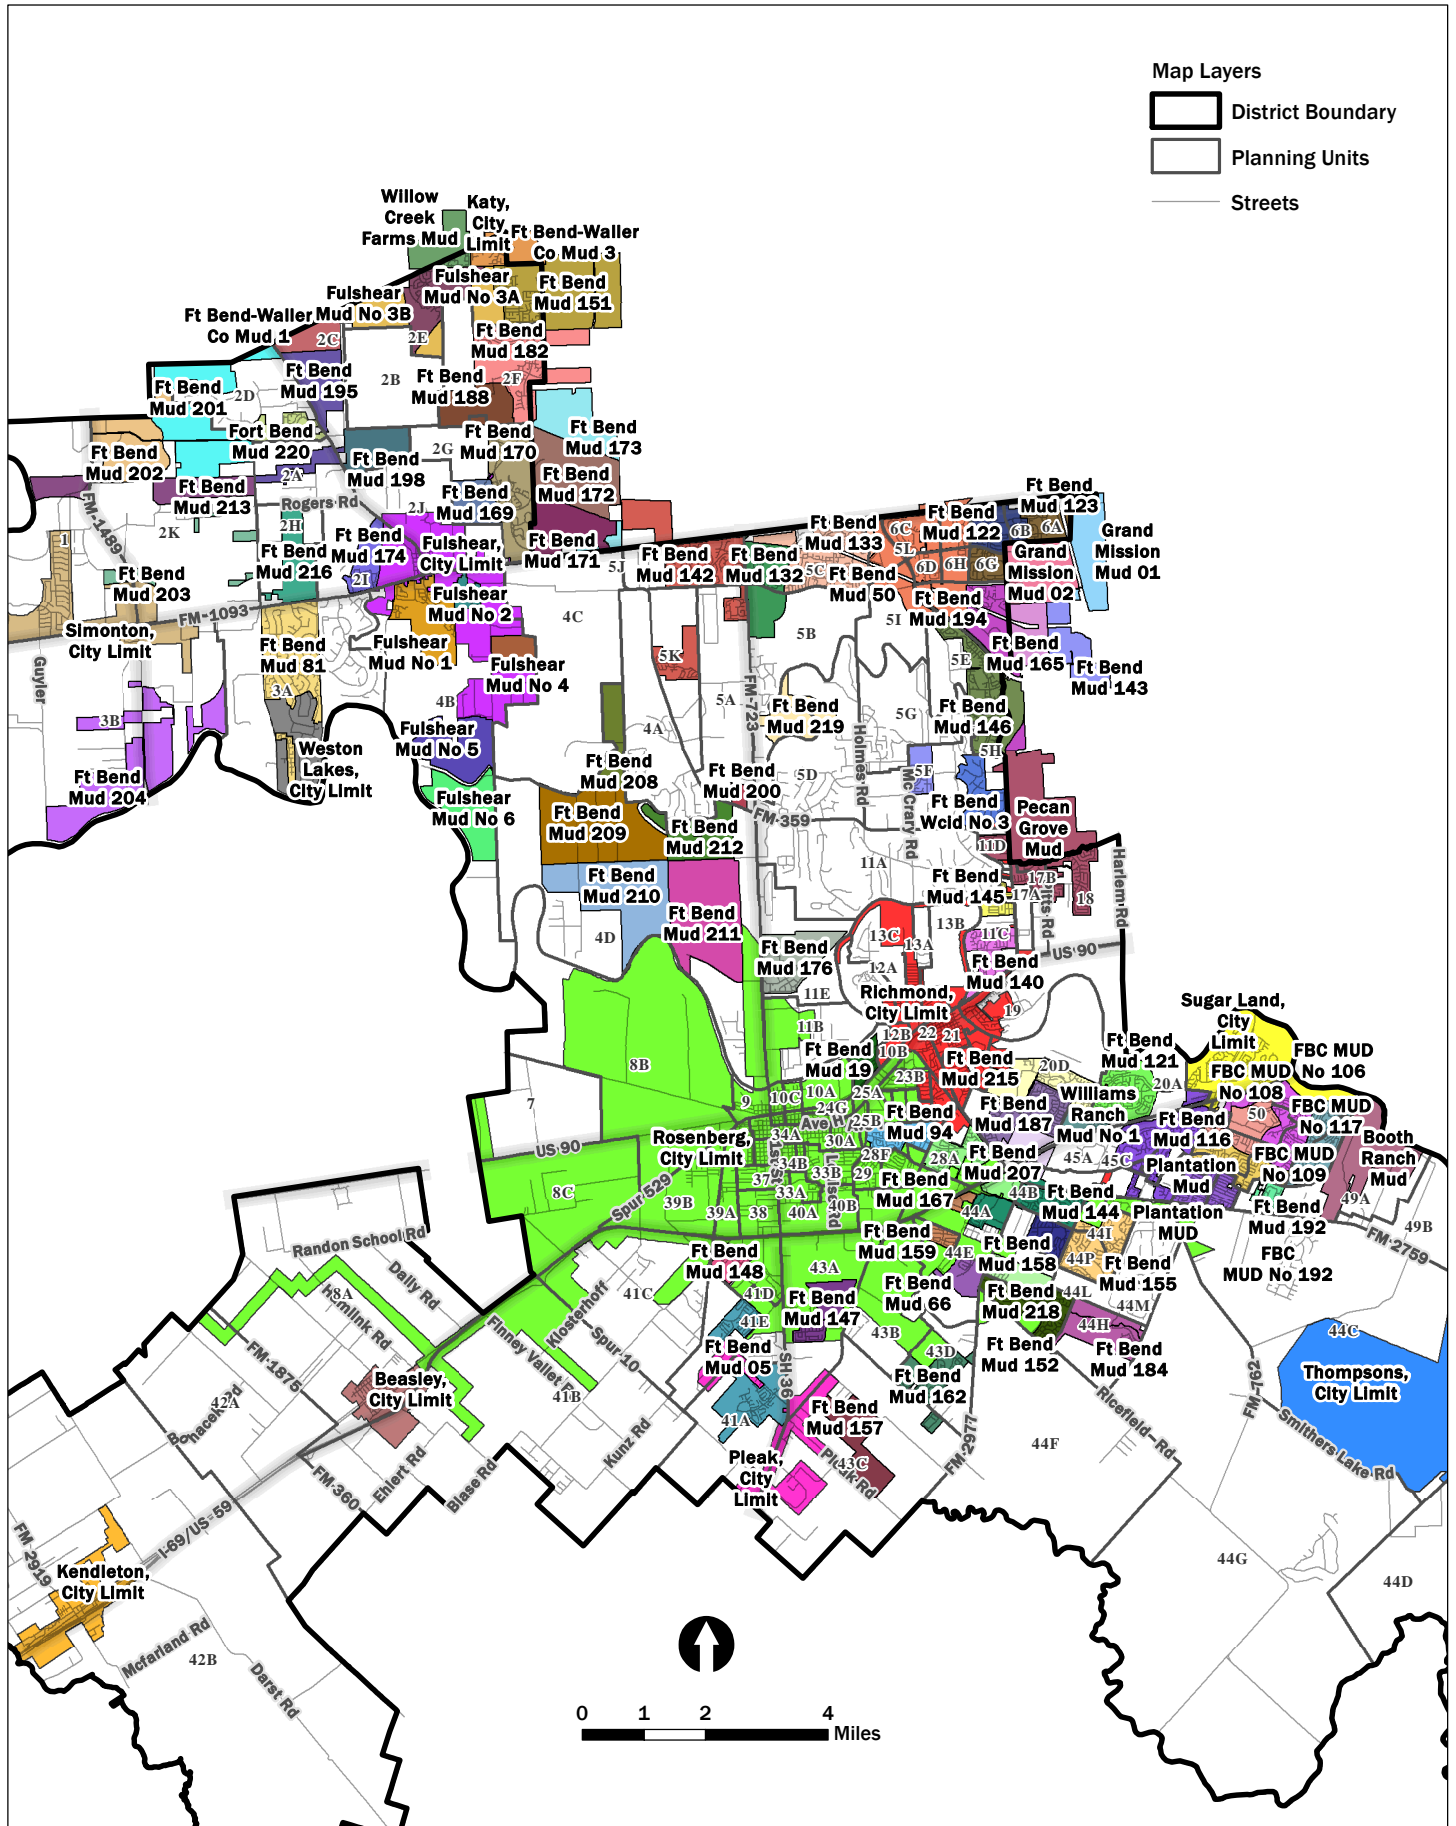 Map Layers
District Boundary
Planning Units
Streets
Willow
Creek
Farms Mud
Katy,
City
Limit
Ft Bend-Waller
Co Mud 3
Fulshear
Mud No 3A
Ft Bend
Mud 151
Fulshear
Mud No 3B
Ft Bend-Waller
Co Mud 1
2C
2E
Ft Bend
Mud 182
2F
2B
Ft Bend
Mud 188
Ft Bend
Mud 195
Ft Bend
Mud 201
2D
Fort Bend
Mud 220
Ft Bend
Mud 170
2G
Ft Bend
Mud 173
Ft Bend
Mud 202
Ft Bend
Mud 198
2A
Ft Bend
Mud 172
Ft Bend
Mud 213
Rogers Rd
Ft Bend
Mud 169
2J
FM-1489
2K
2H
1
Ft Bend
Mud 174
Fulshear,
City Limit
Ft Bend
Mud 171
Ft Bend
Mud 216
2I
Ft Bend
Mud 203
Fulshear
Mud No 2
FM-1093
Simonton,
City Limit
Ft Bend
Mud 81
Fulshear
Mud No 1
Fulshear
Mud No 4
Guyler
3A
3B
4B
4C
Fulshear
Mud No 5
Weston
Lakes,
City Limit
Ft Bend
Mud 204
Fulshear
Mud No 6
5J
Ft Bend
Mud 142
Ft Bend
Mud 132
Ft Bend
Mud 133
5C
Ft Bend
Mud 50
6C
5L
6D
6H
6G
Ft Bend
Mud 122
6B
6A
Ft Bend
Mud 123
Grand
Mission
Mud 01
Grand
Mission
Mud 02
Ft Bend
Mud 194
5I
5B
5K
5A
4A
FM-723
5E
Ft Bend
Mud 165
Ft Bend
Mud 143
Ft Bend
Mud 219
5G
Ft Bend
Mud 146
Holmes Rd
5H
5D
5F
Mc Crary Rd
Ft Bend
Mud 208
Ft Bend
Mud 200
FM-359
Ft Bend
Wcid No 3
Pecan
Grove
Mud
Ft Bend
Mud 209
Ft Bend
Mud 212
11A
11D
17B
17A
18
Harlem Rd
Ft Bend
Mud 145
Ft Bend
Mud 210
Ft Bend
Mud 211
4D
13C
13A
13B
11C
US 90
Ft Bend
Mud 176
12A
Ft Bend
Mud 140
11E
Richmond,
City Limit
19
11B
12B
22
21
10B
8B
Ft Bend
Mud 19
23B
Ft Bend
Mud 215
20D
Ft Bend
Mud 121
20A
Sugar Land,
City
Limit
FBC MUD
No 106
FBC MUD
No 108
7
9
10C
10A
24G
25A
Ave H
25B
Ft Bend
Mud 94
Ft Bend
Mud 187
Williams
Ranch
Mud No 1
Ft Bend
Mud 116
50
FBC MUD
No 117
Booth
Ranch
Mud
US 90
Rosenberg,
City Limit
34A
30A
34B
33B
28F
29
28A
Ft Bend
Mud 207
45A
45C
Plantation
Mud
FBC MUD
No 109
8C
37
33A
39B
39A
38
40A
40B
Ft Bend
Mud 167
44A
44B
Ft Bend
Mud 144
Plantation
MUD
Ft Bend
Mud 192
49A
49B
FM-2759
Spur 529
Randon School Rd
Ft Bend
Mud 148
43A
Ft Bend
Mud 159
44E
Ft Bend
Mud 158
44I
44P
Ft Bend
Mud 155
FBC
MUD No 192
Daily Rd
8A
Hamlink Rd
Klosterhoff
41C
41D
41E
Ft Bend
Mud 147
Ft Bend
Mud 66
Ft Bend
Mud 218
44L
44M
44H
44C
FM-1875
Spur-10
Ft Bend
Mud 05
SH-36
43B
43D
Ft Bend
Mud 152
Ft Bend
Mud 184
Thompsons,
City Limit
Beasley,
City Limit
41B
42A
Ft Bend
Mud 162
Ft Bend
Mud 157
41A
Ricefield Rd
FM-762
Smithers Lake Rd
Kunz Rd
Pleak,
City
Limit
43C
Pleak Rd
FM-2977
44F
FM-360
Ehlert Rd
Blase Rd
I-69/US-59
FM-2919
Kendleton,
City Limit
44G
44D
Mcfarland Rd
42B
Darst Rd
0 1 2 4
Miles